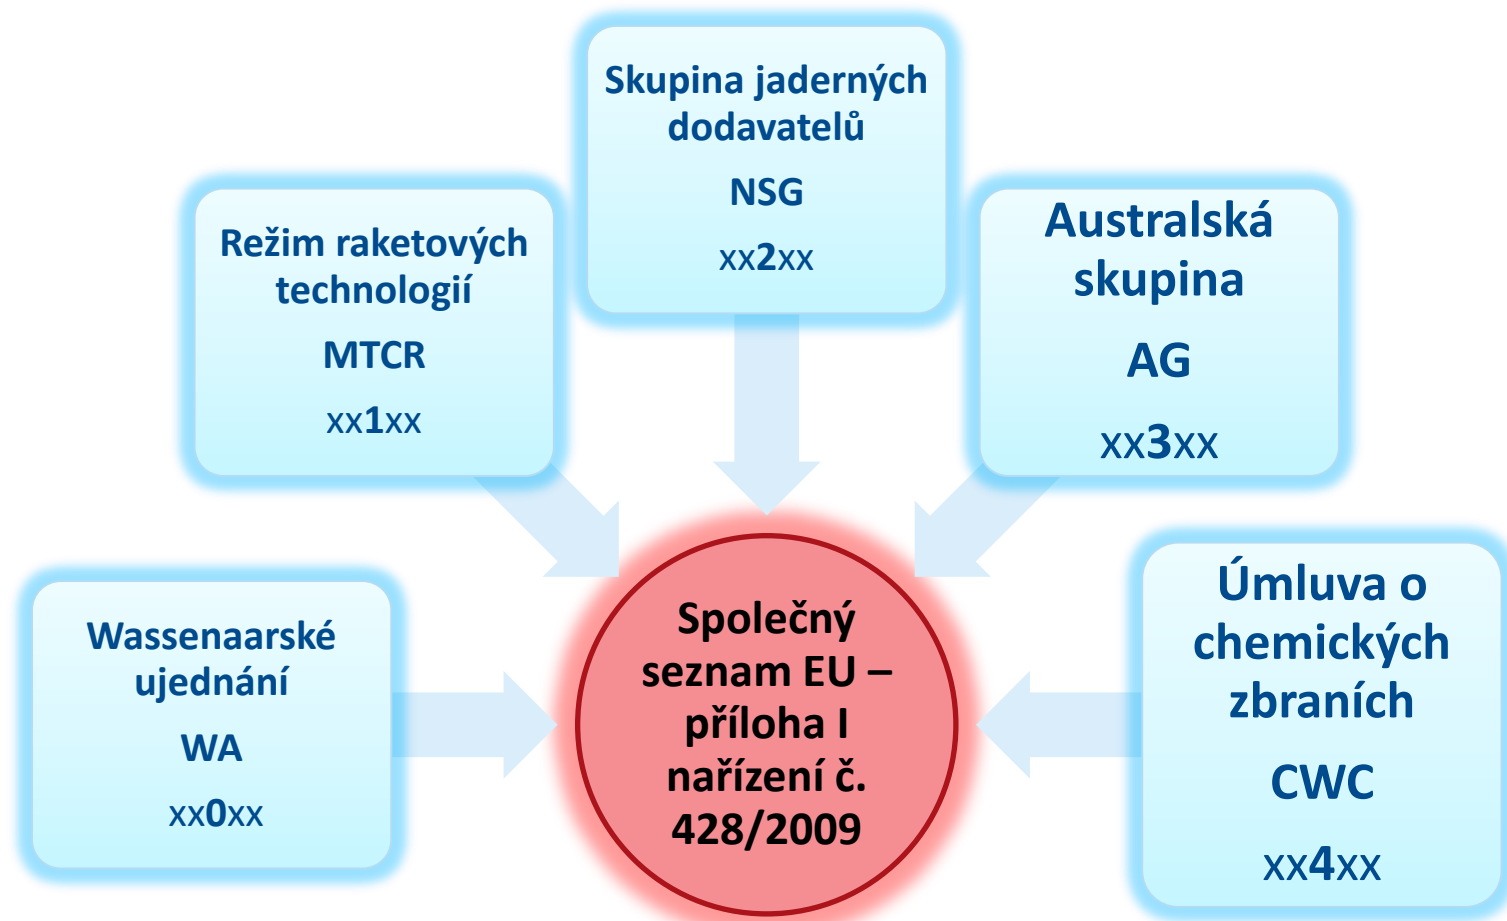 Skupina jaderných
dodavatelů
NSG
xx2xx
Režim raketových
technologií
MTCR
xx1xx
Australská
skupina
AG
xx3xx
Wassenaarské
ujednání
WA
xx0xx
Společný
seznam EU –
příloha I
nařízení č.
428/2009
Úmluva o
chemických
zbraních
CWC
xx4xx